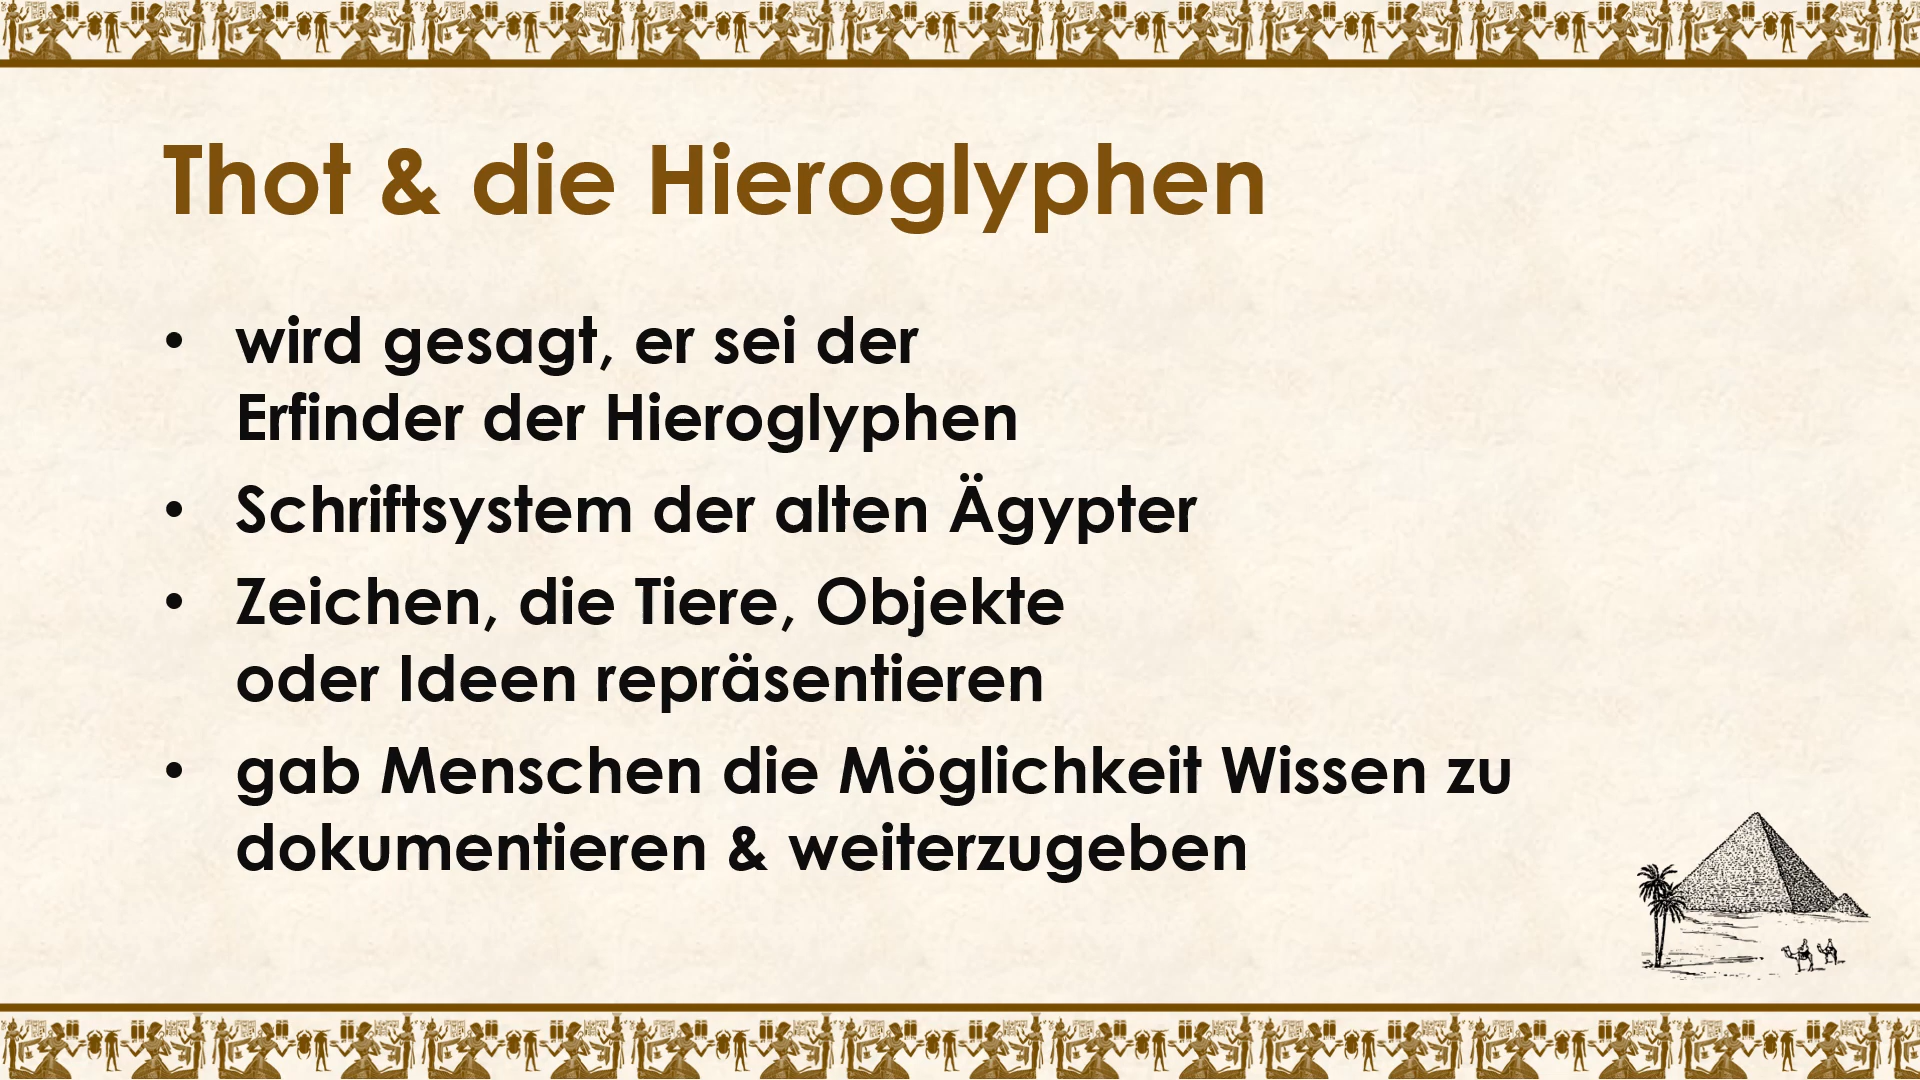 Thot & die Hieroglyphen
• wird gesagt, er sei der
Erfinder der Hieroglyphen
• Schriftsystem der alten Ägypter
• Zeichen, die Tiere, Objekte
oder Ideen repräsentieren
• gab Menschen die Möglichkeit Wissen zu
dokumentieren & weiterzugeben